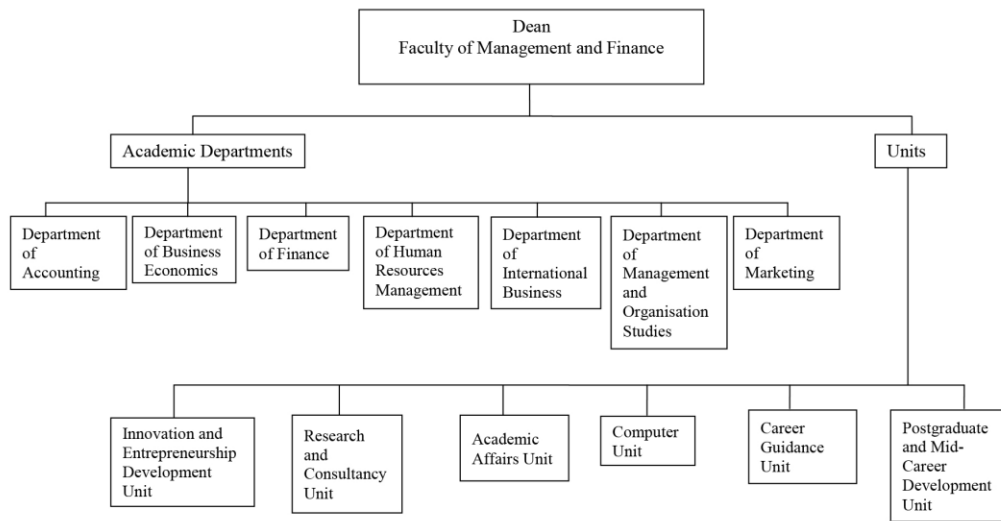 Dean
Faculty of Management and Finance
Academic Departments
Units
Department
of
Accounting
Department
of Business
Economics
Department
of Finance
Department
of Human
Resources
Management
Department
of
International
Business
Department
of
Management
and
Organisation
Studies
Department
of
Marketing
Innovation and
Entrepreneurship
Development
Unit
Research
and
Consultancy
Unit
Academic
Affairs Unit
Computer
Unit
Career
Guidance
Unit
Postgraduate
and Mid-
Career
Development
Unit